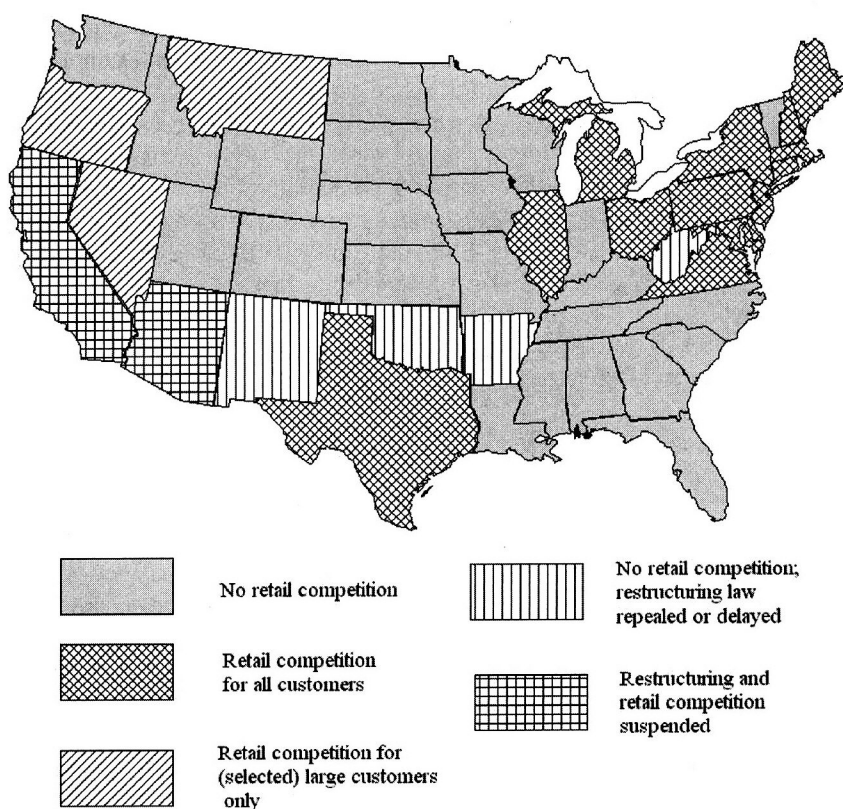 No retail competition
Retail competition
for all customers
Retail competition for
(selected) large customers
only
No retail competition;
restructuring law
repealed or delayed
Restructuring and
retail competition
suspended